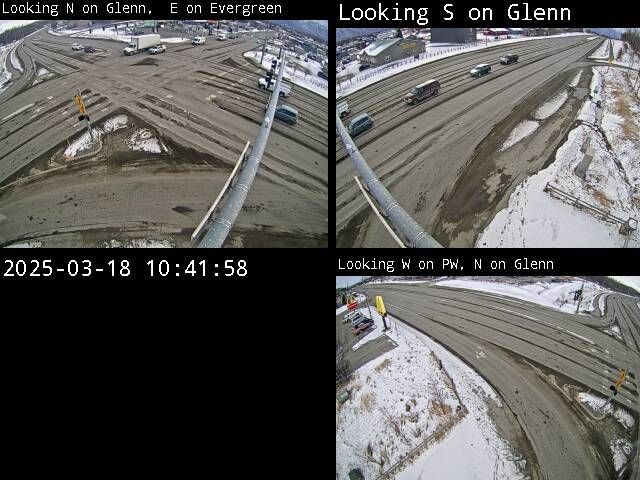 Looking N on Glenn,  E on Evergreen
Looking S on Glenn
2025-03-18 10:41:58
Looking W on PW, N on Glenn